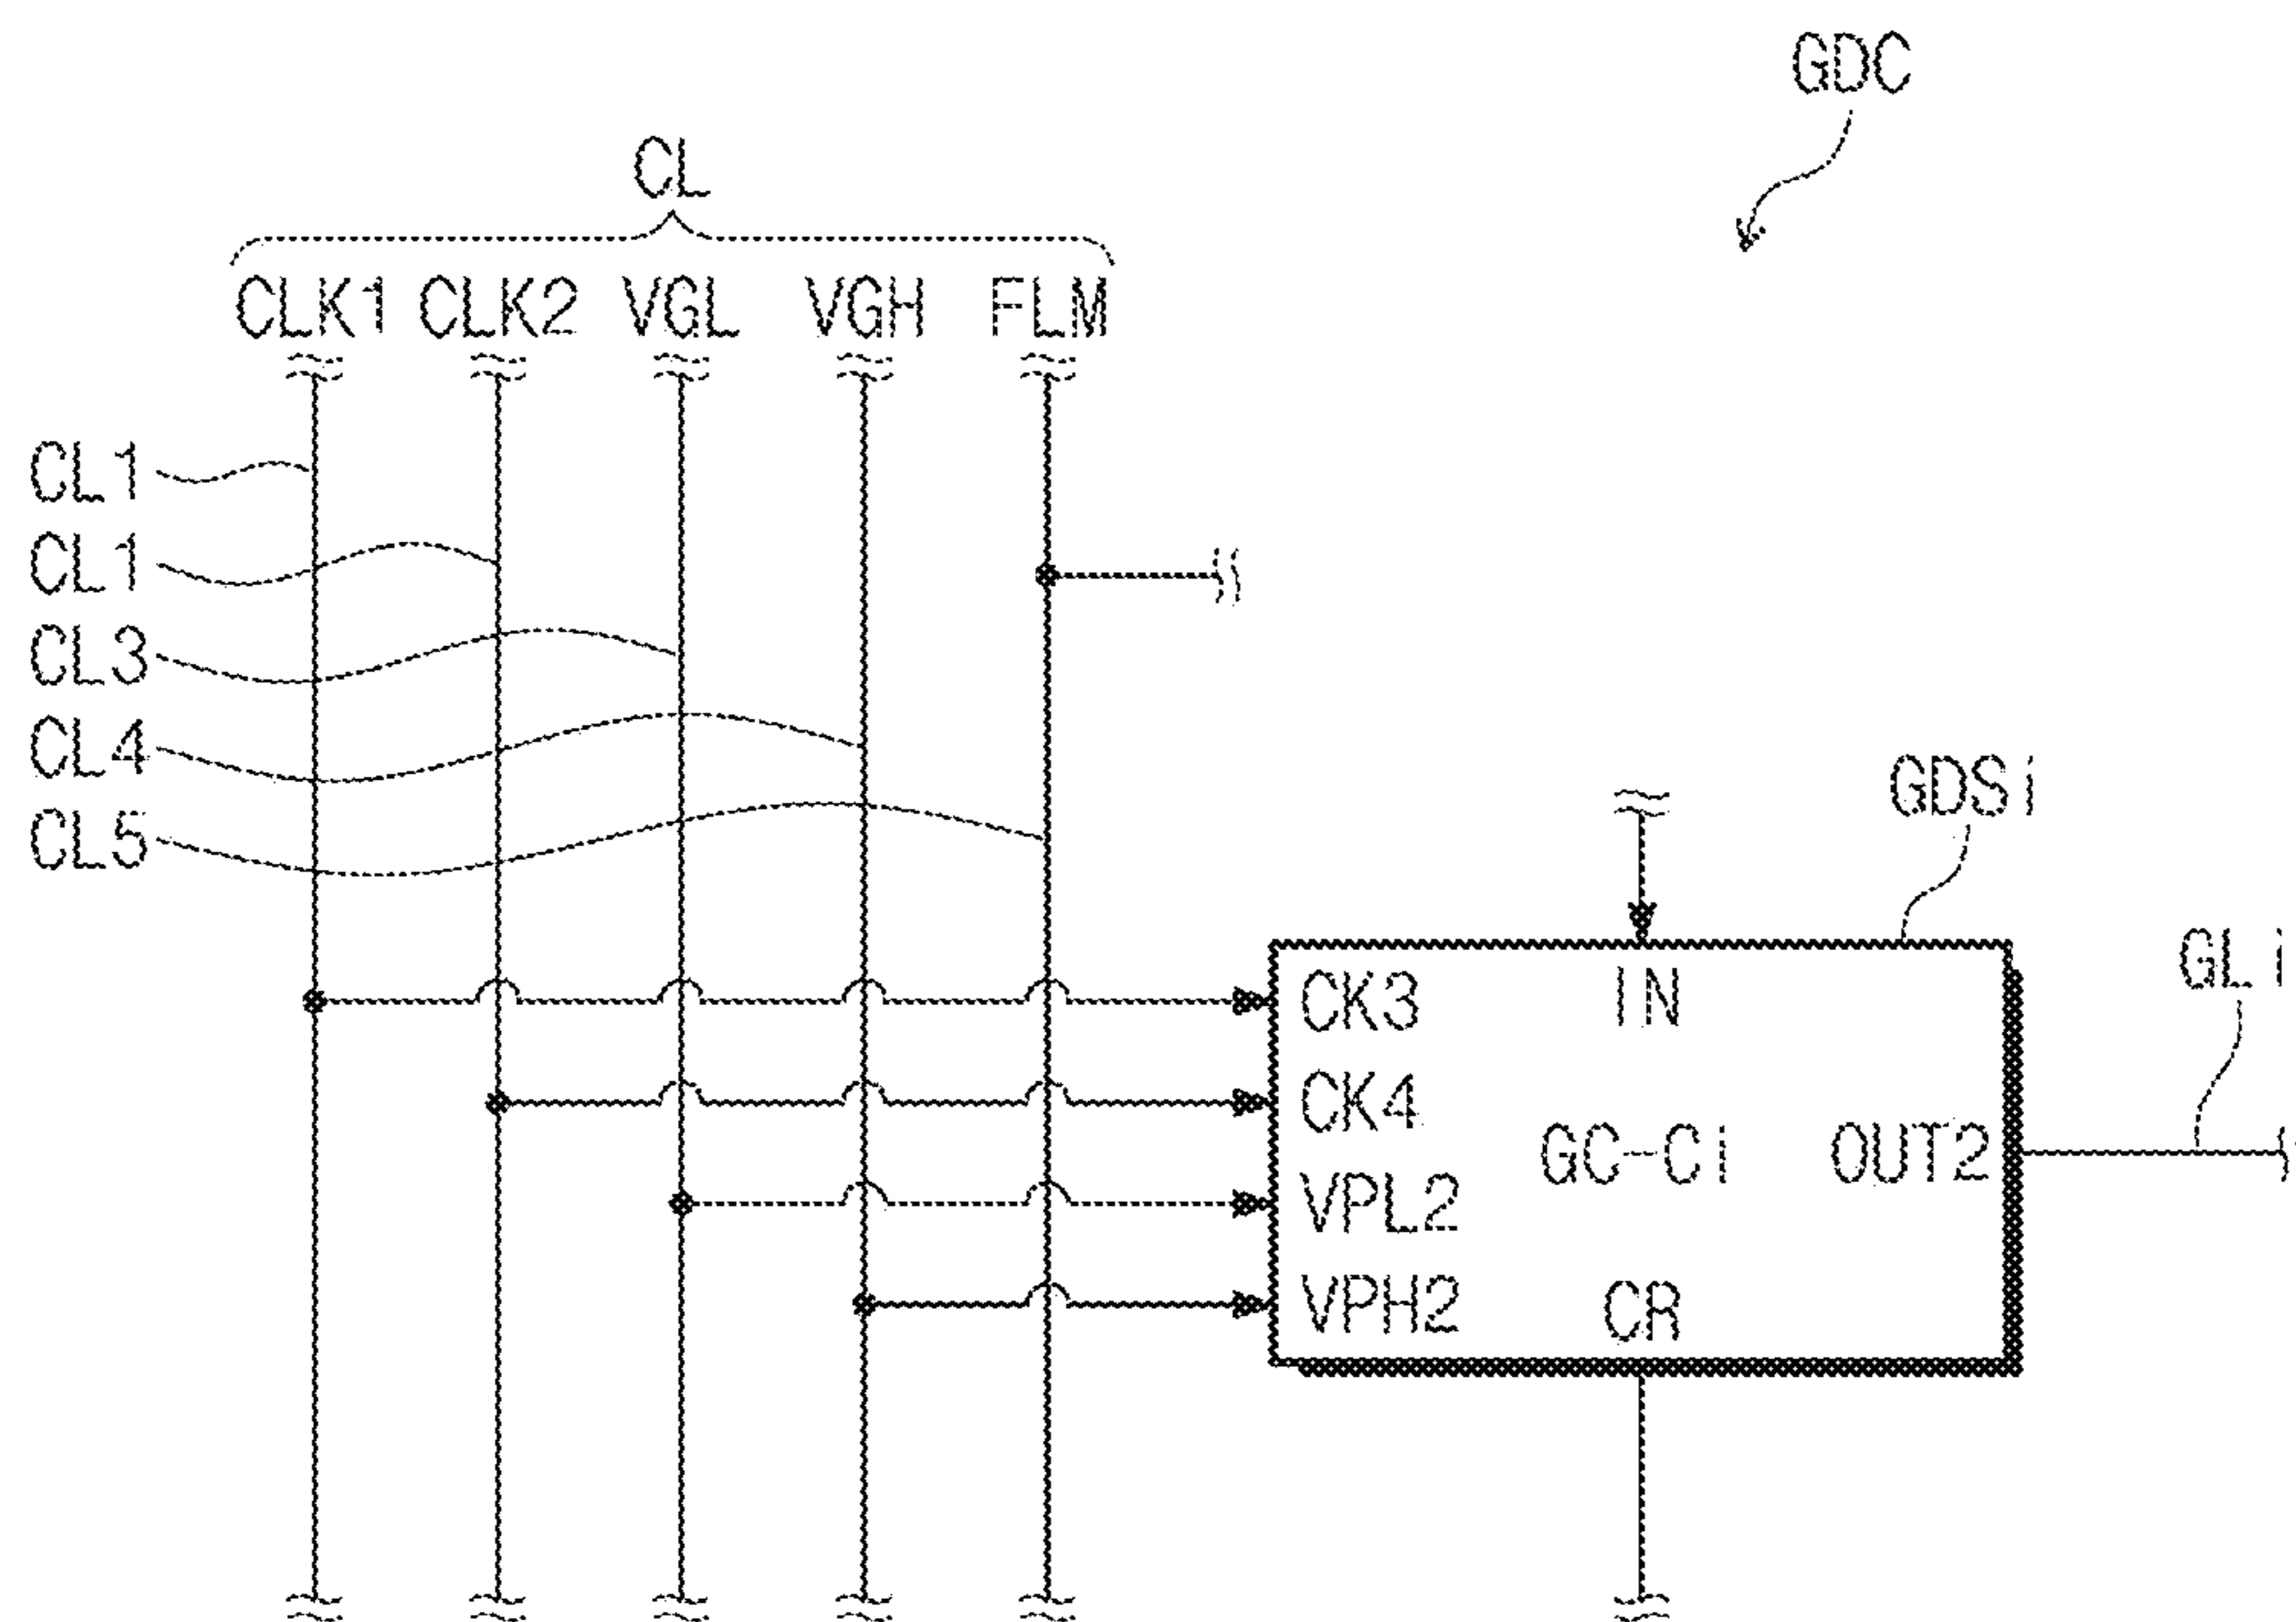 GDC
CL
CLK1 CLK2 VGL VGH FLM
CL1
CL1
CL3
CL4
CL5
GDSi
GLi
CK3 IN
CK4
GC-Ci OUT2
VPL2
VPH2 CR